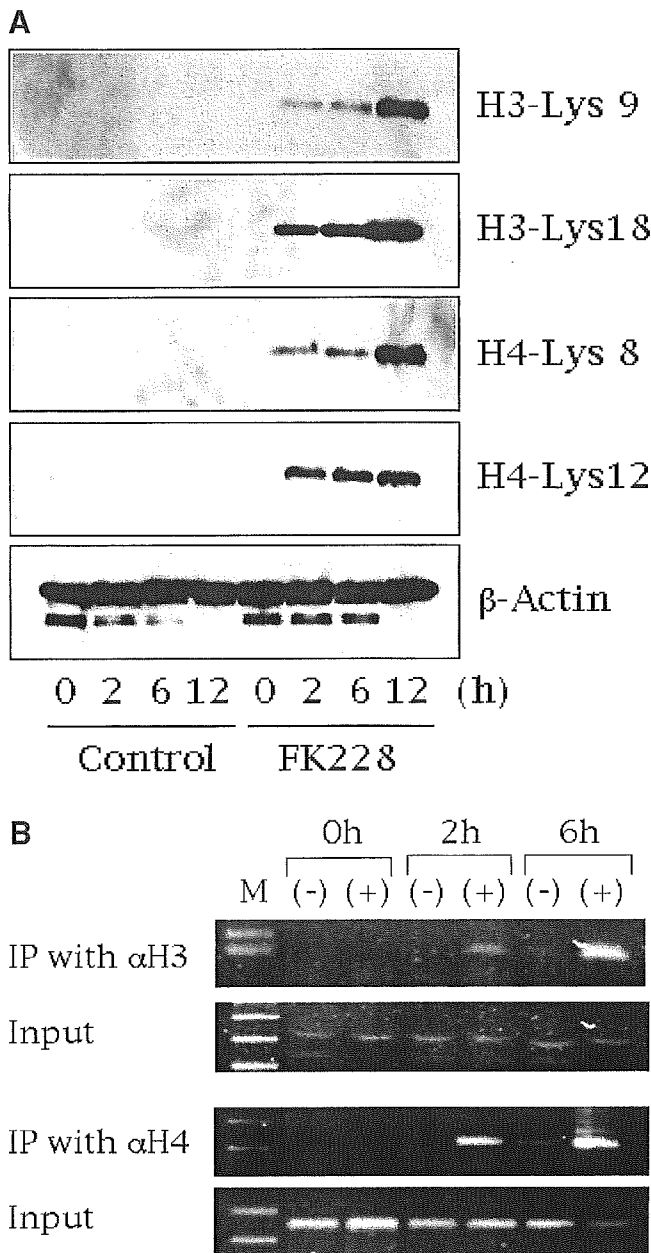 A
H3-Lys 9
H3-Lys18
H4-Lys 8
H4-Lys12
β-Actin
0 2 6 12 0 2 6 12 (h)
Control FK228
B
0h 2h 6h
M (-) (+) (-) (+) (-) (+)
IP with αH3
Input
IP with αH4
Input